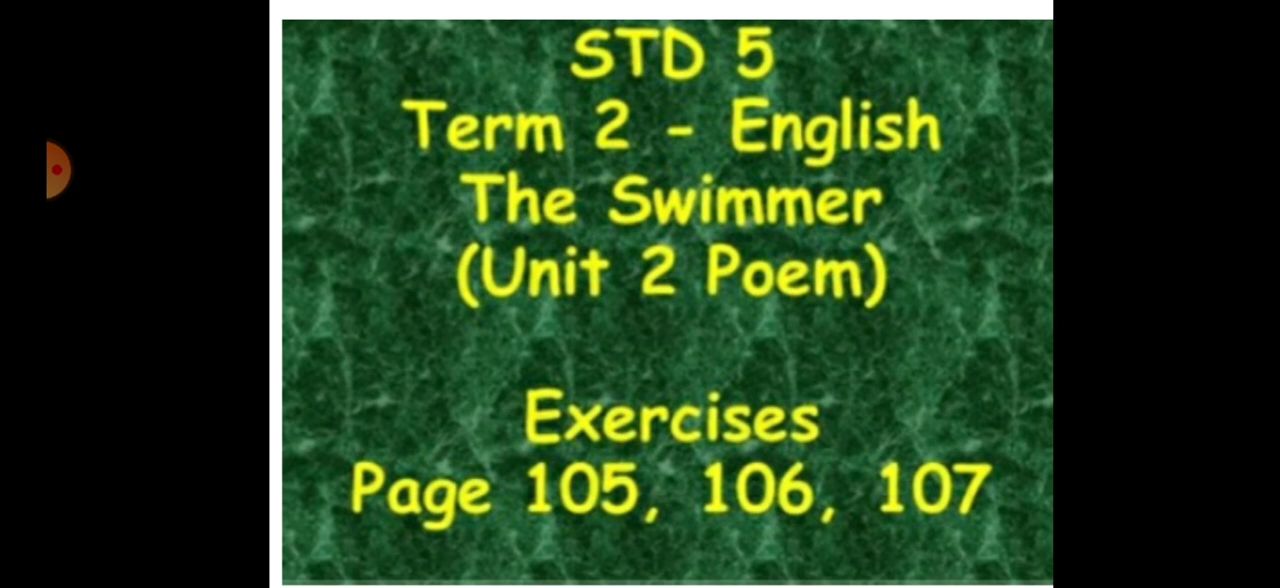 STD 5
Term 2 - English
The Swimmer
(Unit 2 Poem)
Exercises
Page 105, 106, 107